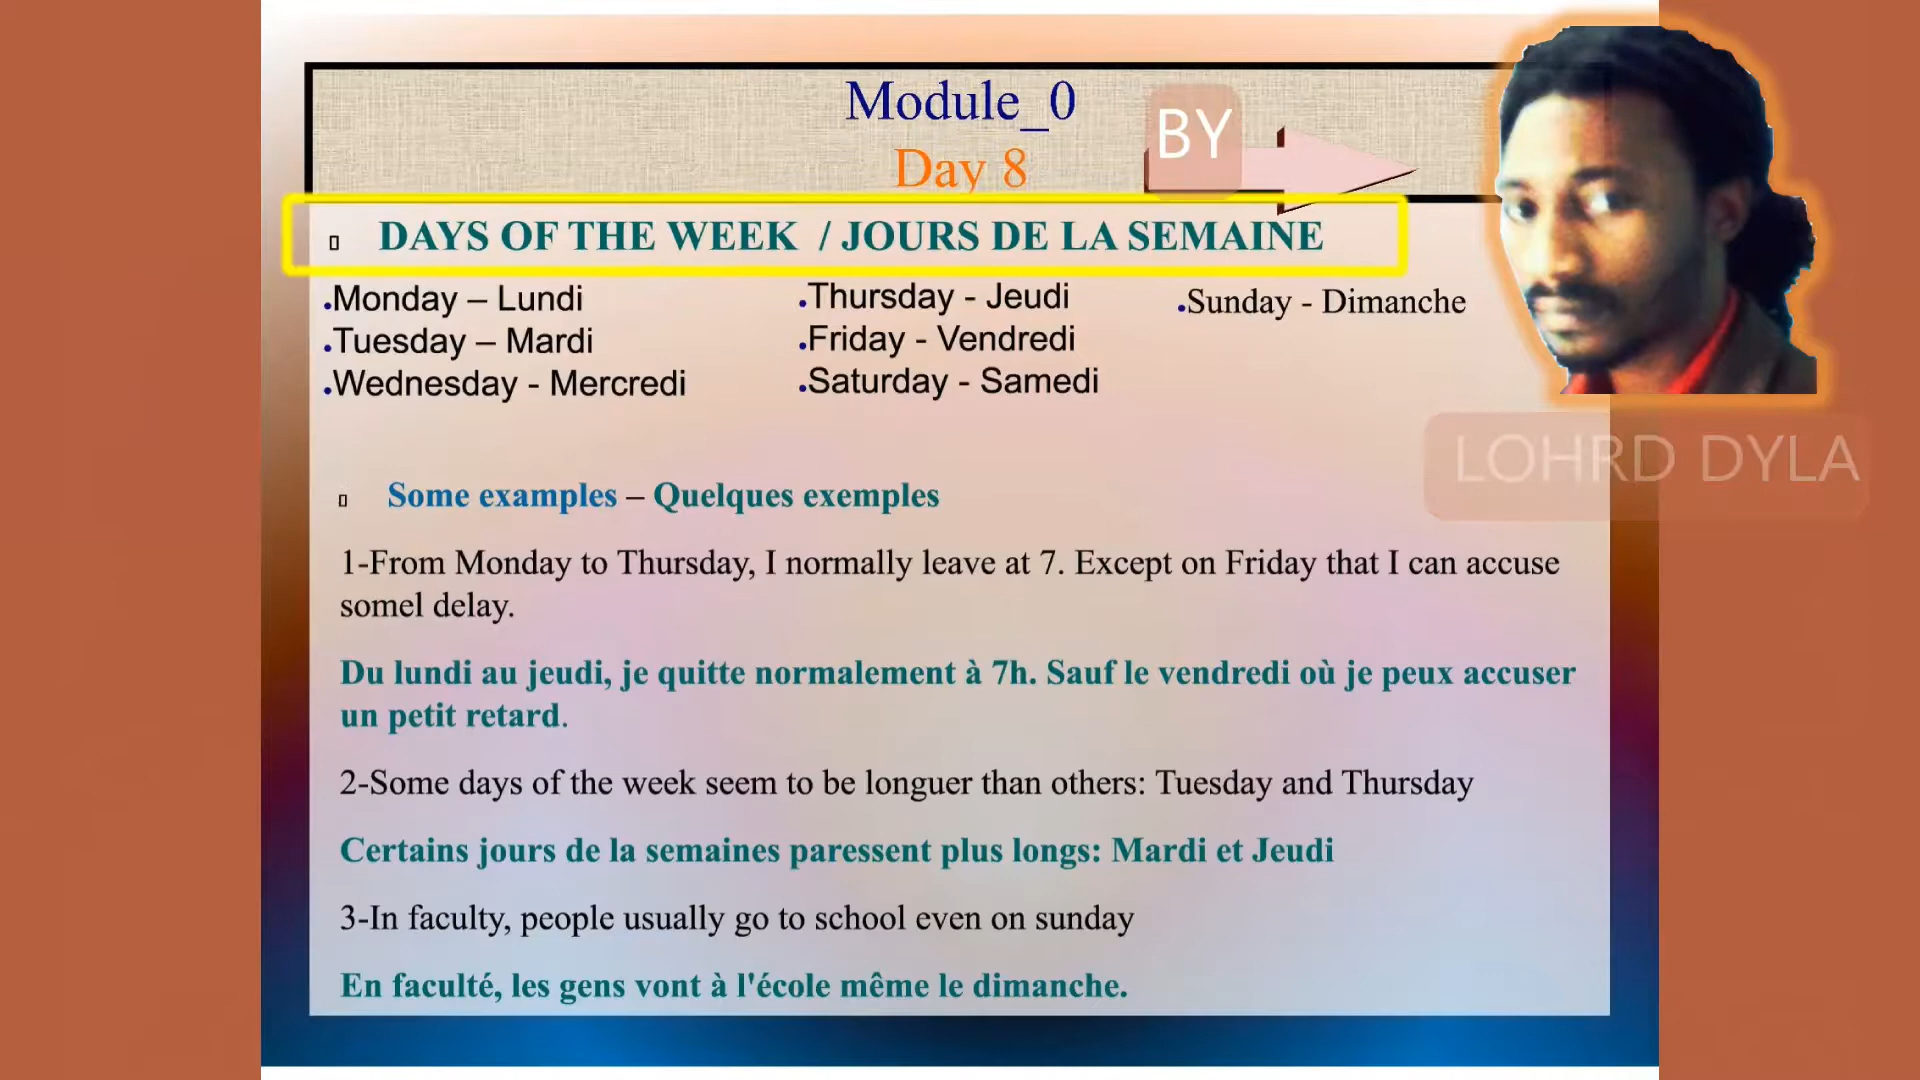 Module_0
Day 8
BY
DAYS OF THE WEEK / JOURS DE LA SEMAINE
.Monday – Lundi
.Tuesday – Mardi
.Wednesday - Mercredi
.Thursday - Jeudi
.Friday - Vendredi
.Saturday - Samedi
.Sunday - Dimanche
LOHRD DYLA
Some examples – Quelques exemples
1-From Monday to Thursday, I normally leave at 7. Except on Friday that I can accuse
somel delay.
Du lundi au jeudi, je quitte normalement à 7h. Sauf le vendredi où je peux accuser
un petit retard.
2-Some days of the week seem to be longuer than others: Tuesday and Thursday
Certains jours de la semaines paressent plus longs: Mardi et Jeudi
3-In faculty, people usually go to school even on sunday
En faculté, les gens vont à l'école même le dimanche.